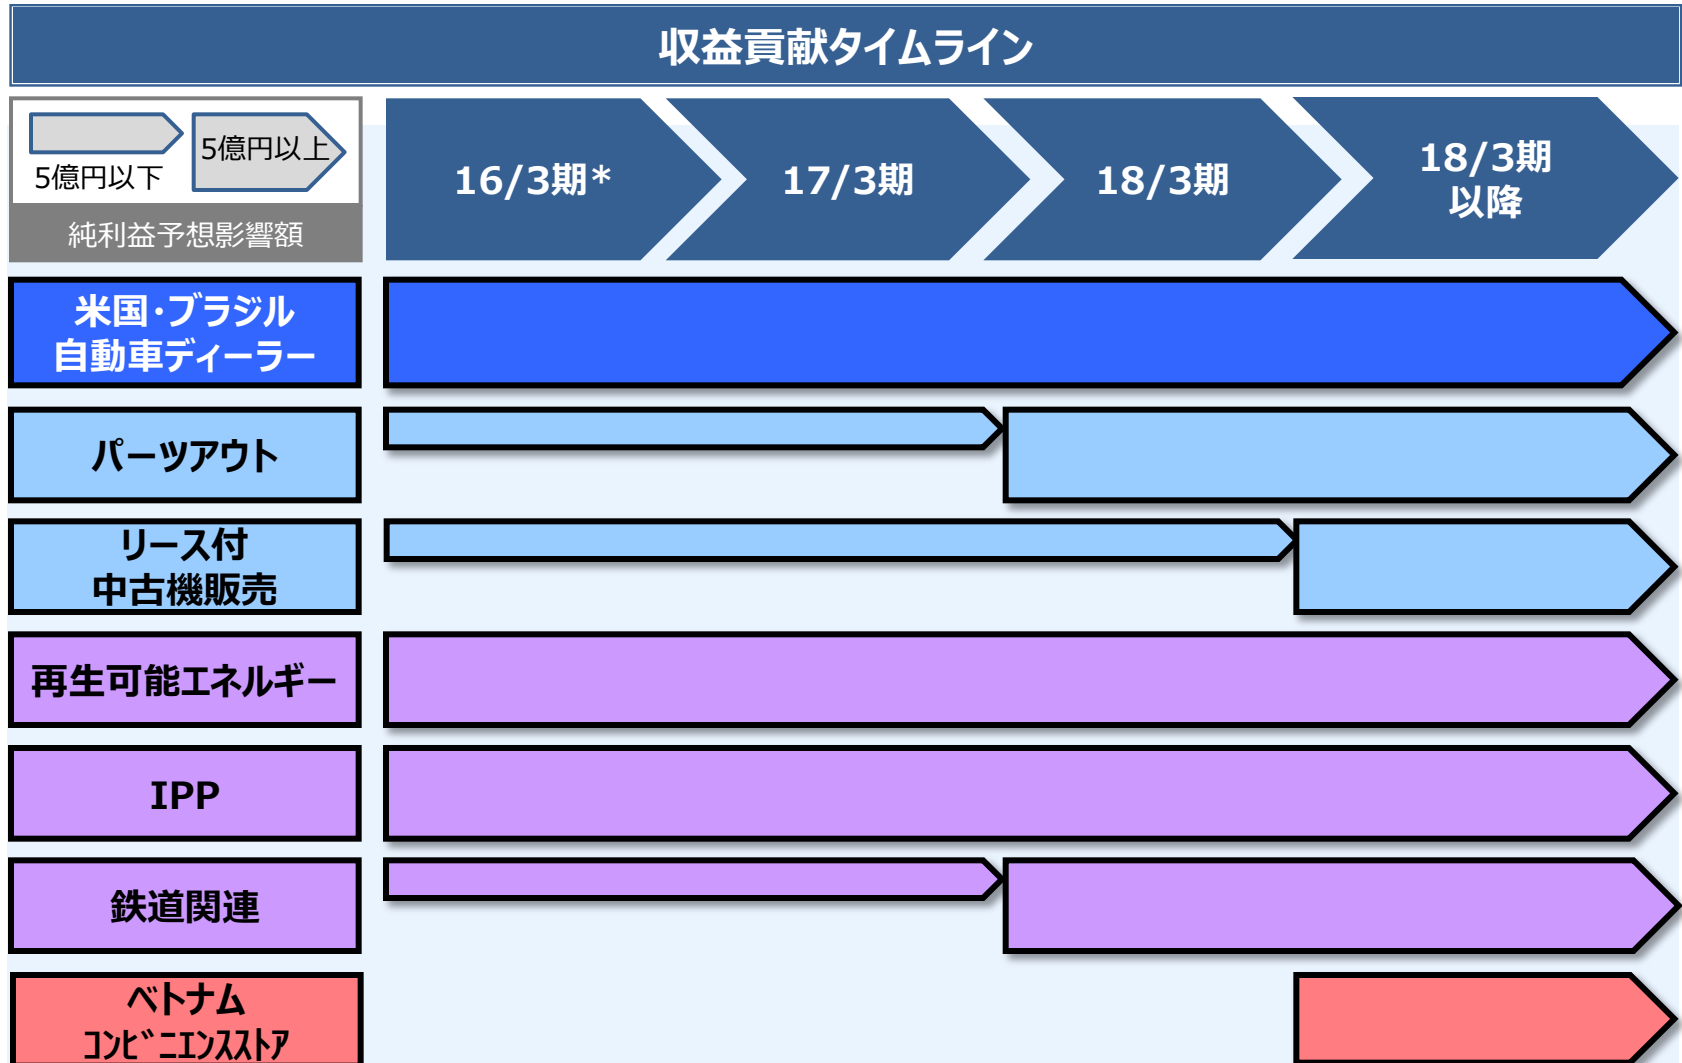 収益貢献タイムライン
5億円以下
5億円以上
純利益予想影響額
16/3期*
17/3期
18/3期
18/3期
以降
米国・ブラジル
自動車ディーラー
パーツアウト
リース付
中古機販売
再生可能エネルギー
IPP
鉄道関連
ベトナム
ｺﾝﾋﾞﾆｴﾝｽｽﾄｱ